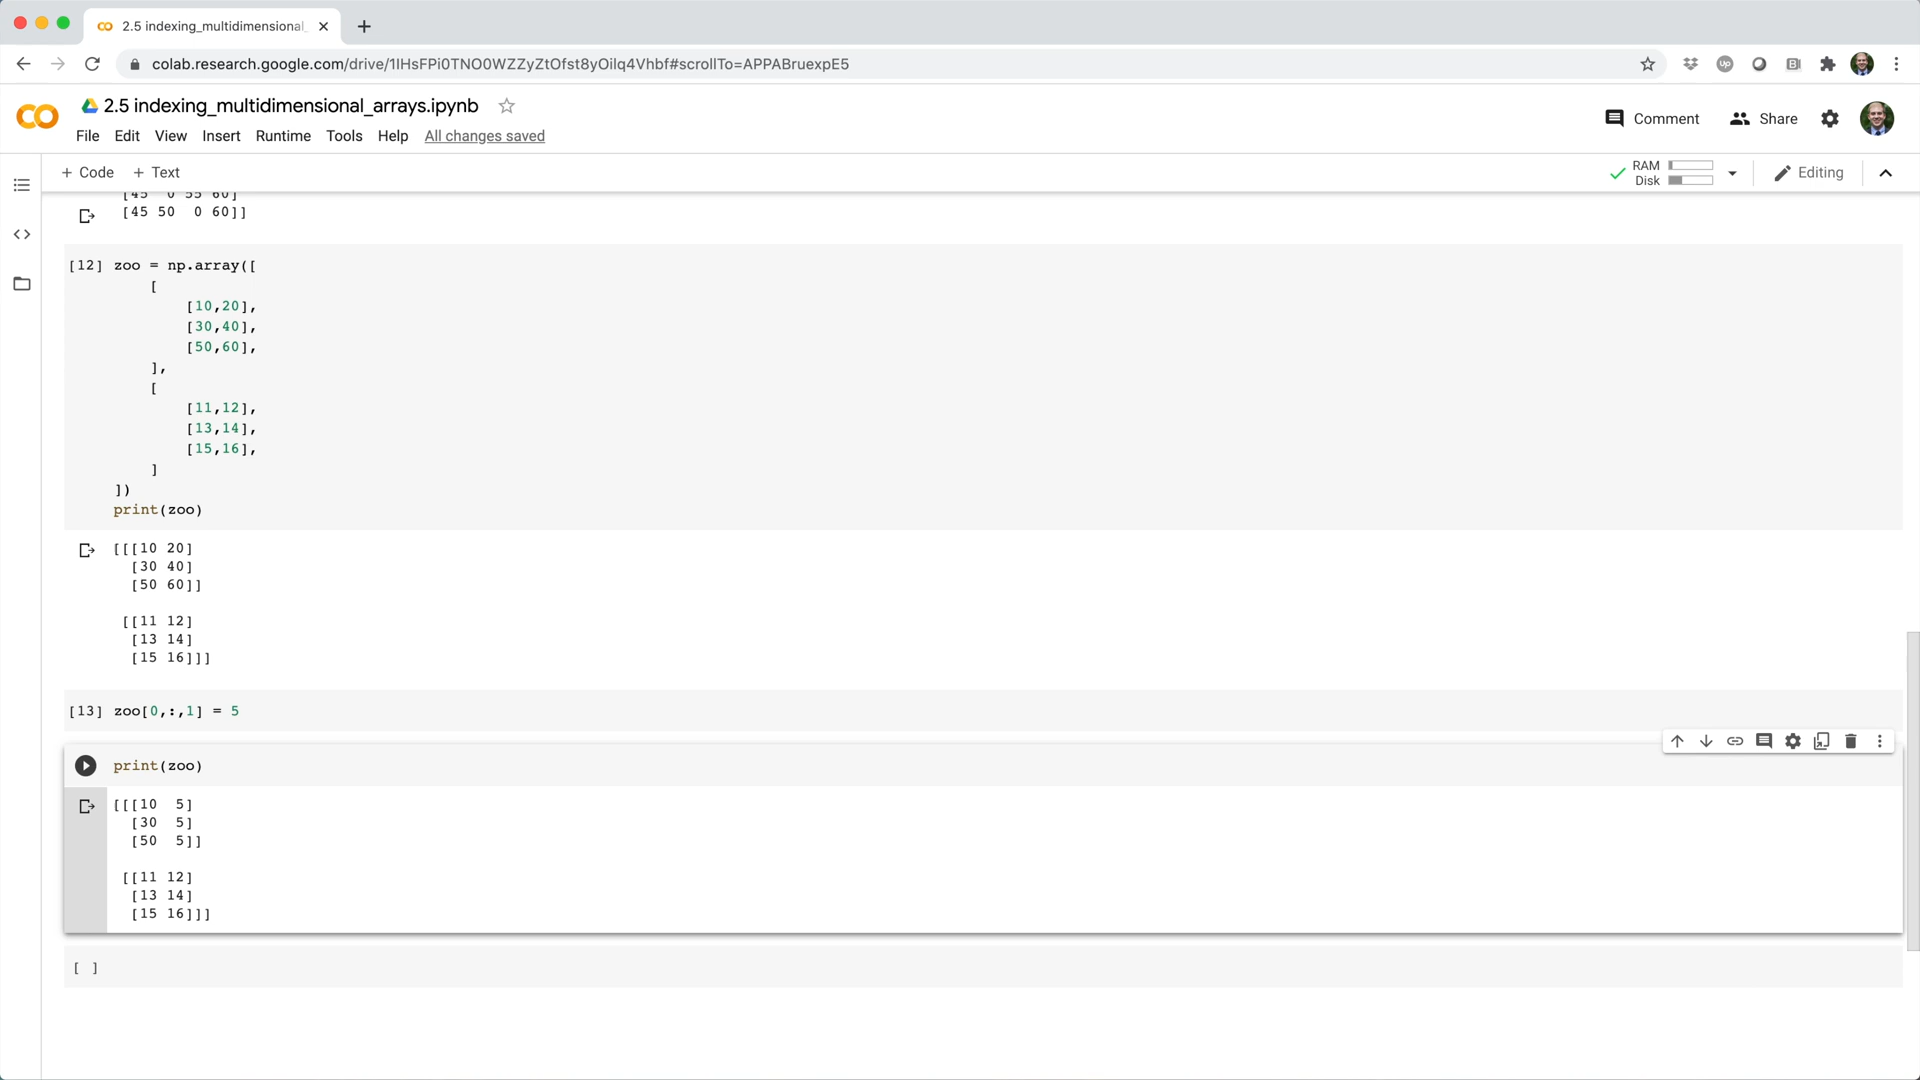 2.5 indexing_multidimensional_
colab.research.google.com/drive/1IHsFPi0TNO0WZZyZtOfst8yOilq4Vhbf#scrollTo=APPABruexpE5
2.5 indexing_multidimensional_arrays.ipynb
Comment Share
File Edit View Insert Runtime Tools Help All changes saved
+ Code + Text
RAM
Disk
Editing
[45  0 55 60]
[45 50  0 60]]
[12] zoo = np.array([
[
[10,20],
[30,40],
[50,60],
],
[
[11,12],
[13,14],
[15,16],
]
])
print(zoo)
[[[10 20]
[30 40]
[50 60]]
[[11 12]
[13 14]
[15 16]]]
[13] zoo[0,:,1] = 5
print(zoo)
[[[10  5]
[30  5]
[50  5]]
[[11 12]
[13 14]
[15 16]]]
[ ]